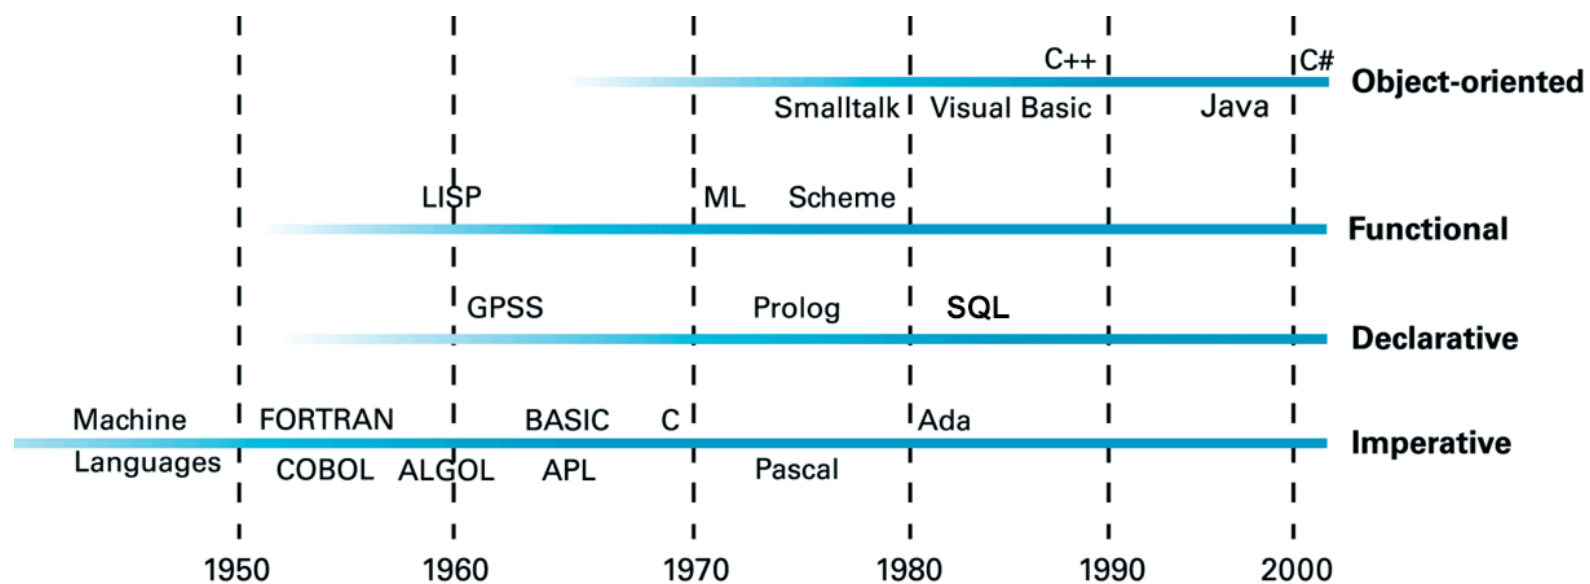 C++ C#
Object-oriented
Smalltalk Visual Basic Java
LISP ML Scheme
Functional
GPSS Prolog SQL
Declarative
Machine FORTRAN BASIC C Ada
Imperative
Languages COBOL ALGOL APL Pascal
1950 1960 1970 1980 1990 2000